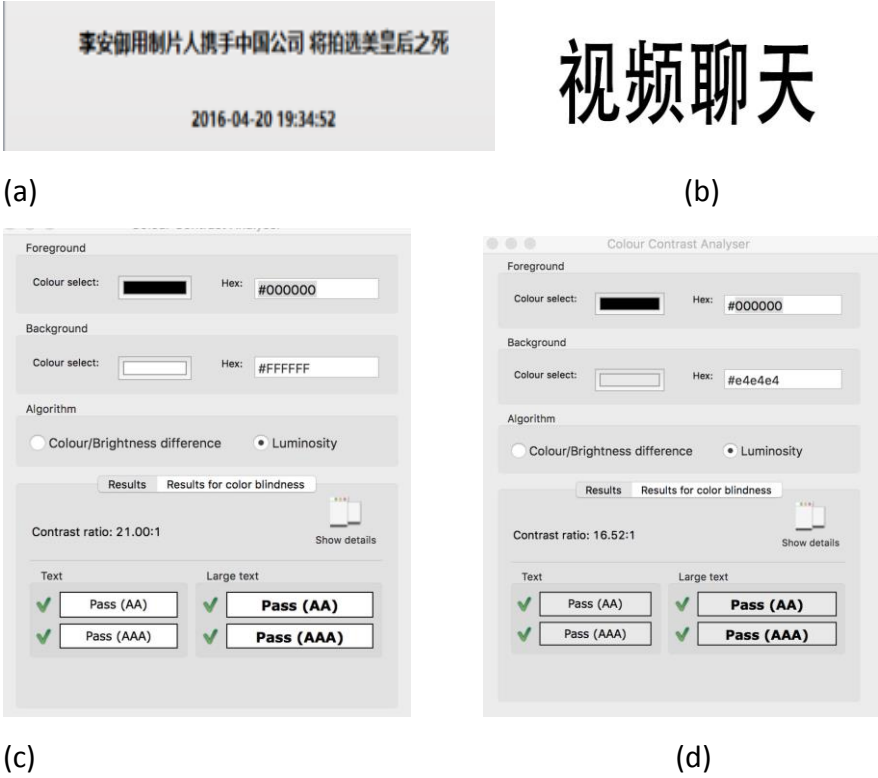 李安御用制片人携手中国公司 将拍选美皇后之死
2016-04-20 19:34:52
视频聊天
(a)
(b)
Foreground
Colour select:
Hex:
#000000
Background
Colour select:
Hex:
#FFFFFF
Algorithm
Colour/Brightness difference
Luminosity
Results
Results for color blindness
Contrast ratio: 21.00:1
Show details
Text
Large text
Pass (AA)
Pass (AA)
Pass (AAA)
Pass (AAA)
Colour Contrast Analyser
Foreground
Colour select:
Hex:
#000000
Background
Colour select:
Hex:
#e4e4e4
Algorithm
Colour/Brightness difference
Luminosity
Results
Results for color blindness
Contrast ratio: 16.52:1
Show details
Text
Large text
Pass (AA)
Pass (AA)
Pass (AAA)
Pass (AAA)
(c)
(d)